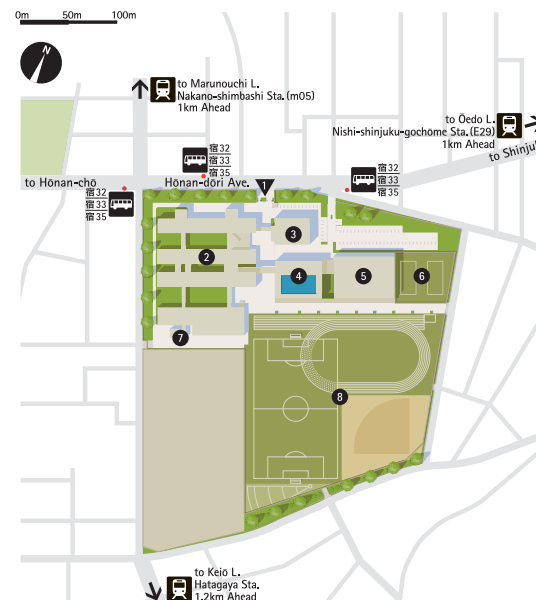 0m 50m 100m
N
to Marunouchi L.
Nakano-shimbashi Sta.(m05)
1km Ahead
to Ōedo L.
Nishi-shinjuku-gochōme Sta.(E29)
1km Ahead
to Shinju
宿32
宿33
宿35
宿32
宿33
宿35
to Hōnan-chō
Hōnan-dōri Ave.
1
宿32
宿33
宿35
2
3
4
5
6
7
8
to Keiō L.
Hatagaya Sta.
1.2km Ahead